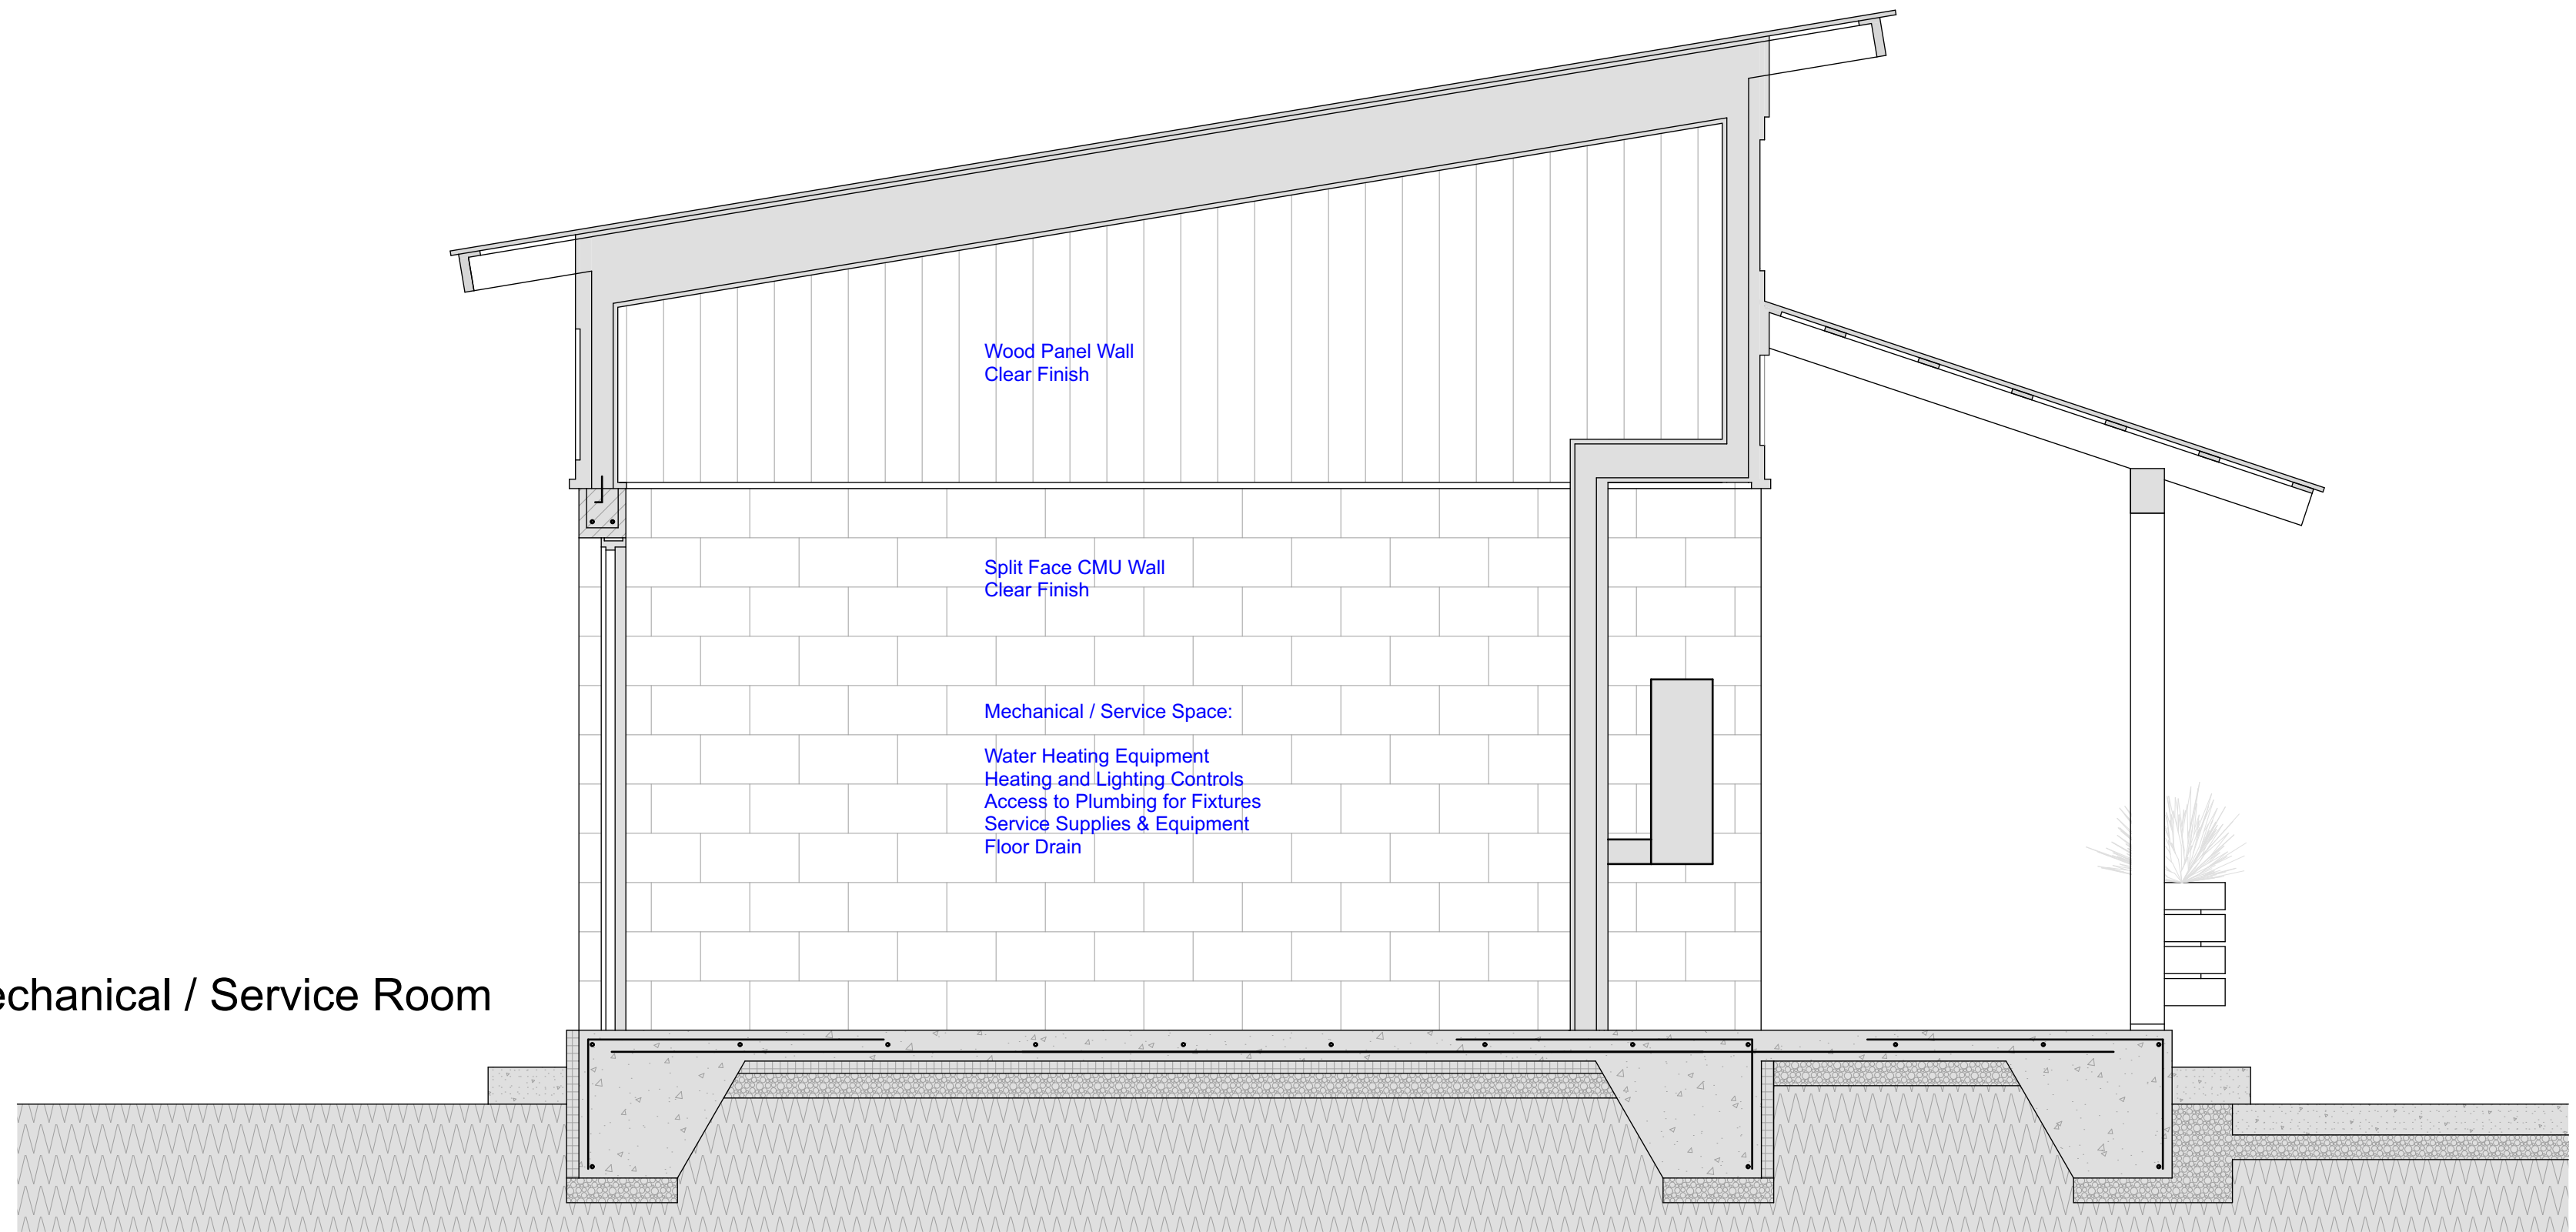 Wood Panel Wall
Clear Finish
Split Face CMU Wall
Clear Finish
Mechanical / Service Space:
Water Heating Equipment
Heating and Lighting Controls
Access to Plumbing for Fixtures
Service Supplies & Equipment
Floor Drain
echanical / Service Room